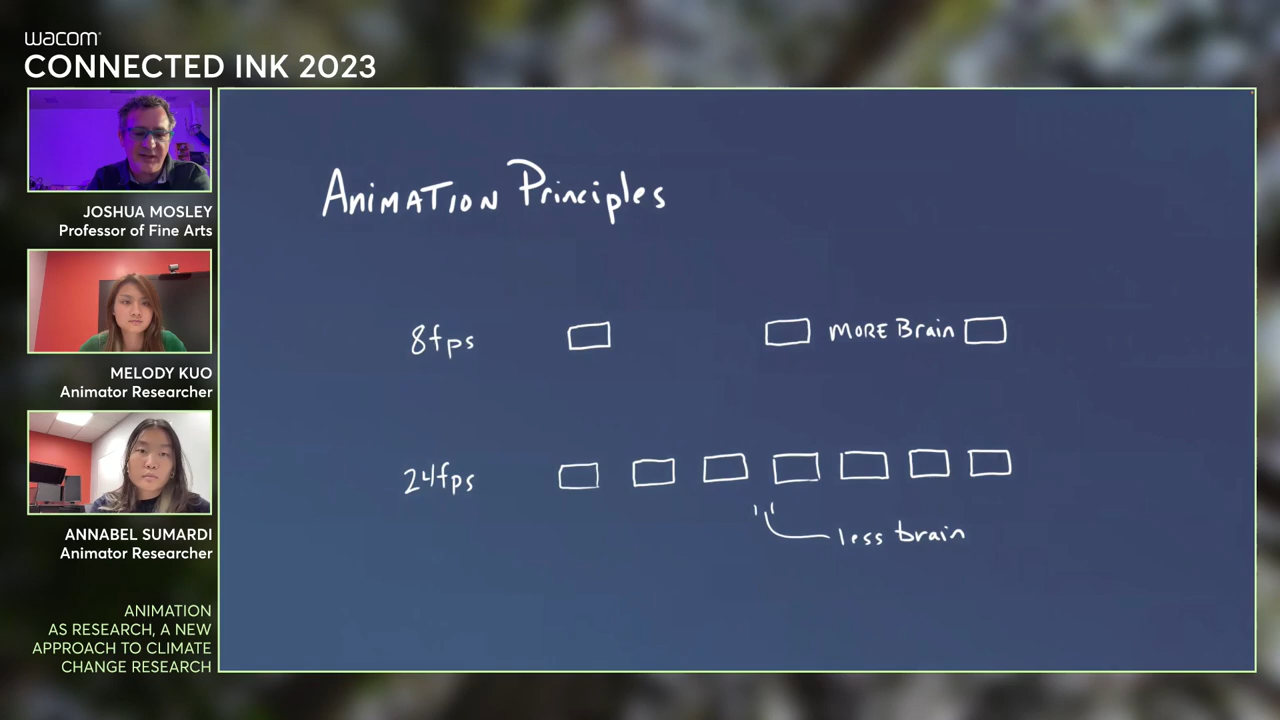 wacom
CONNECTED INK 2023
JOSHUA MOSLEY
Professor of Fine Arts
MELODY KUO
Animator Researcher
ANNABEL SUMARDI
Animator Researcher
ANIMATION
AS RESEARCH, A NEW
APPROACH TO CLIMATE
CHANGE RESEARCH
ANIMATION Principles
8fps
MORE Brain
24fps
less brain